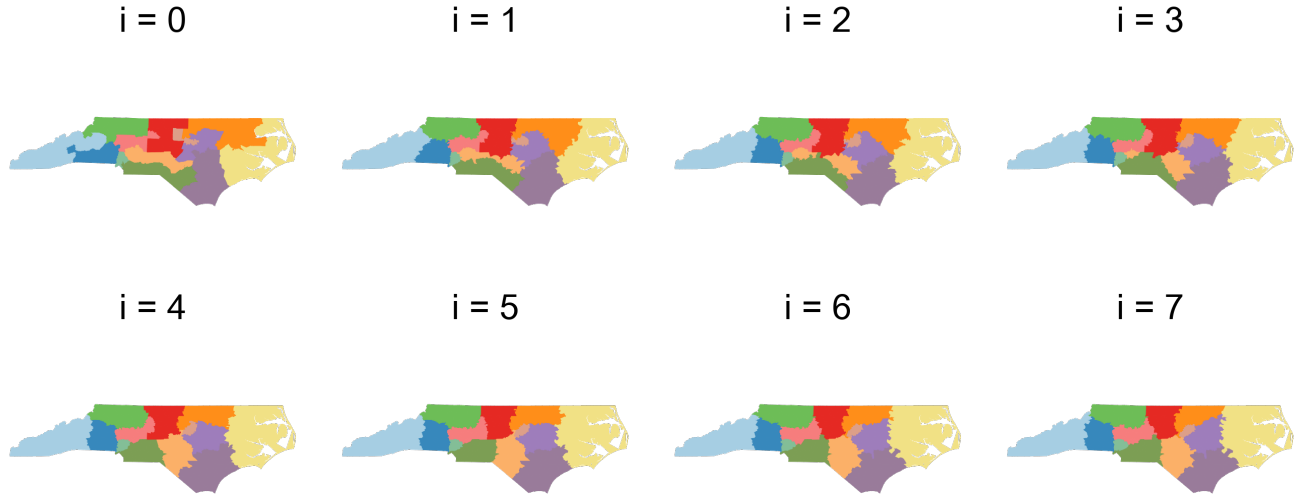 i = 0
i = 1
i = 2
i = 3
i = 4
i = 5
i = 6
i = 7